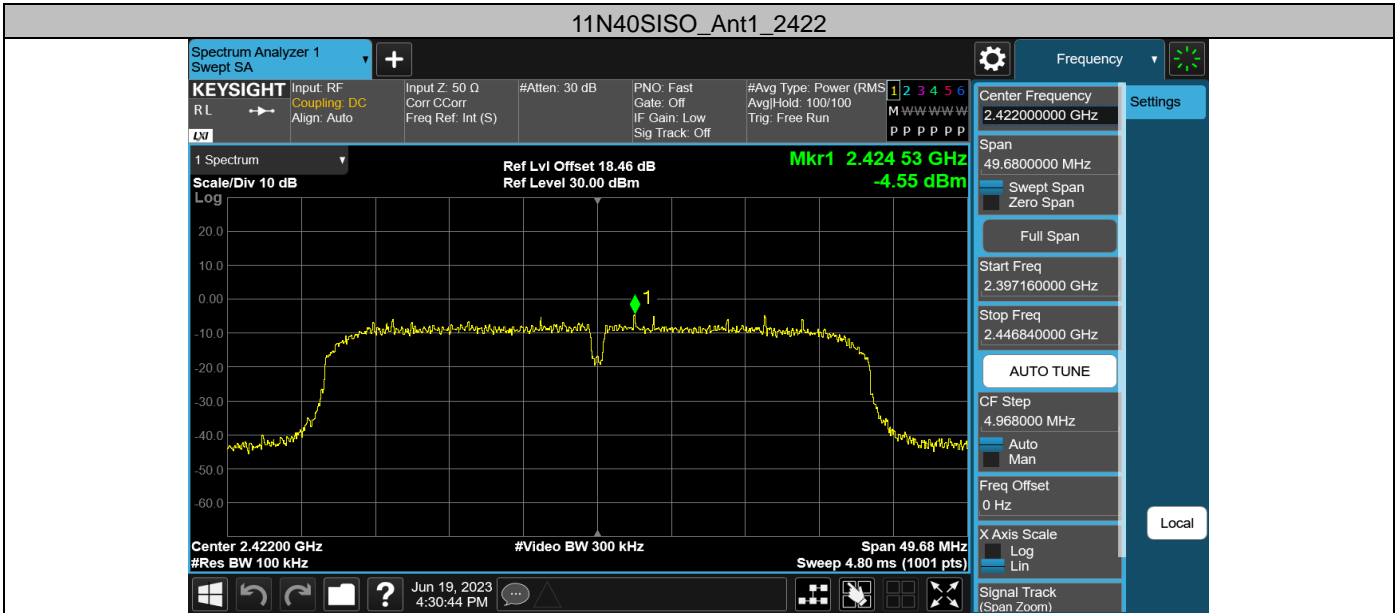 11N40SISO_Ant1_2422
Spectrum Analyzer 1
Swept SA
+
Frequency
KEYSIGHT
RL
LXI
Input: RF
Coupling: DC
Align: Auto
Input Z: 50 Ω
Corr CCorr
Freq Ref: Int (S)
#Atten: 30 dB
PNO: Fast
Gate: Off
IF Gain: Low
Sig Track: Off
#Avg Type: Power (RMS
Avg|Hold: 100/100
Trig: Free Run
1 2 3 4 5 6
M W W W W W
P P P P P P
1 Spectrum
Scale/Div 10 dB
Ref Lvl Offset 18.46 dB
Ref Level 30.00 dBm
Mkr1 2.424 53 GHz
-4.55 dBm
Log
20.0
10.0
0.00
-10.0
-20.0
-30.0
-40.0
-50.0
-60.0
1
Center 2.42200 GHz
#Res BW 100 kHz
#Video BW 300 kHz
Span 49.68 MHz
Sweep 4.80 ms (1001 pts)
Center Frequency
2.422000000 GHz
Settings
Span
49.6800000 MHz
Swept Span
Zero Span
Full Span
Start Freq
2.397160000 GHz
Stop Freq
2.446840000 GHz
AUTO TUNE
CF Step
4.968000 MHz
Auto
Man
Freq Offset
0 Hz
X Axis Scale
Log
Lin
Local
Signal Track
(Span Zoom)
?
Jun 19, 2023
4:30:44 PM